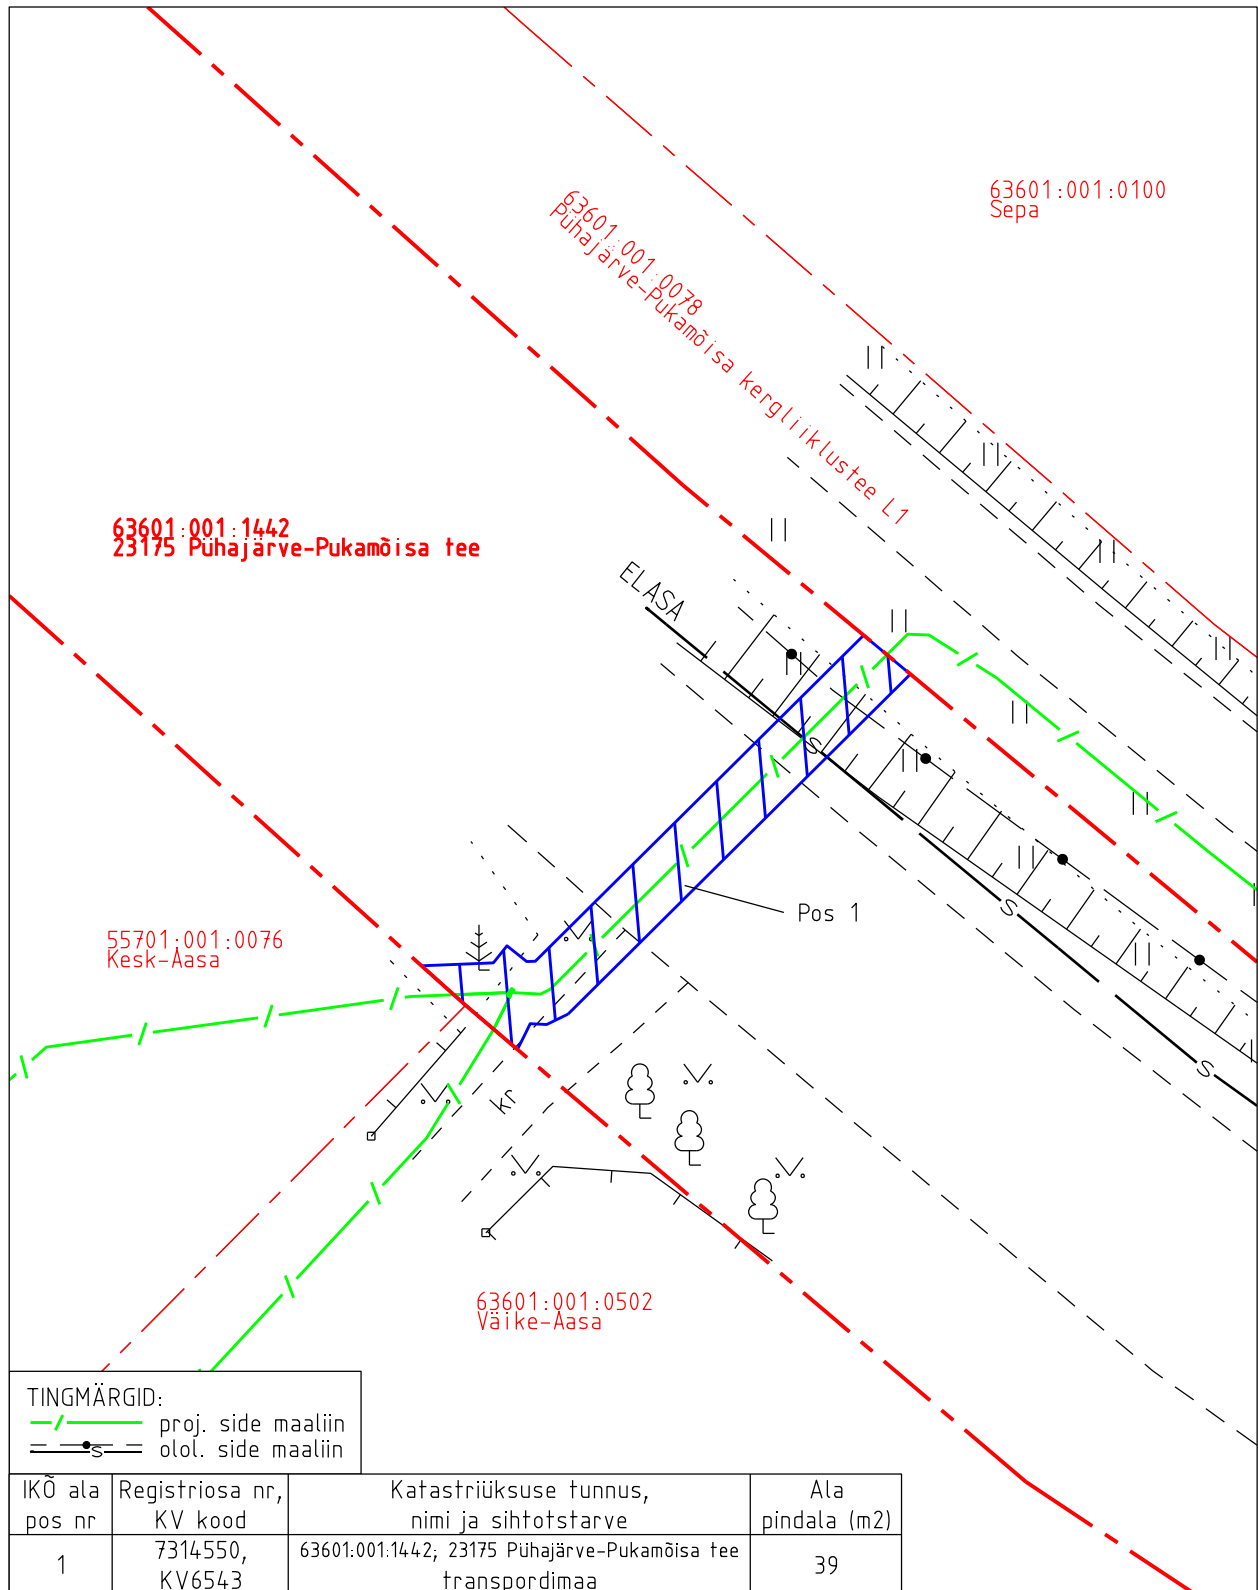 63601:001:0100
Sepa
63601:001:0078
Pühajärve-Pukamõisa kergliiklustee L1
63601:001:1442
23175 Pühajärve-Pukamõisa tee
ELASA
S
Pos 1
S
55701:001:0076
Kesk-Aasa
S
kr
63601:001:0502
Väike-Aasa
TINGMÄRGID:
proj. side maaliin
S
olol. side maaliin
IKÕ ala
pos nr
Registriosa nr,
KV kood
Katastriüksuse tunnus,
nimi ja sihtotstarve
Ala
pindala (m2)
1
7314550,
KV6543
63601:001:1442; 23175 Pühajärve-Pukamõisa tee
transpordimaa
39